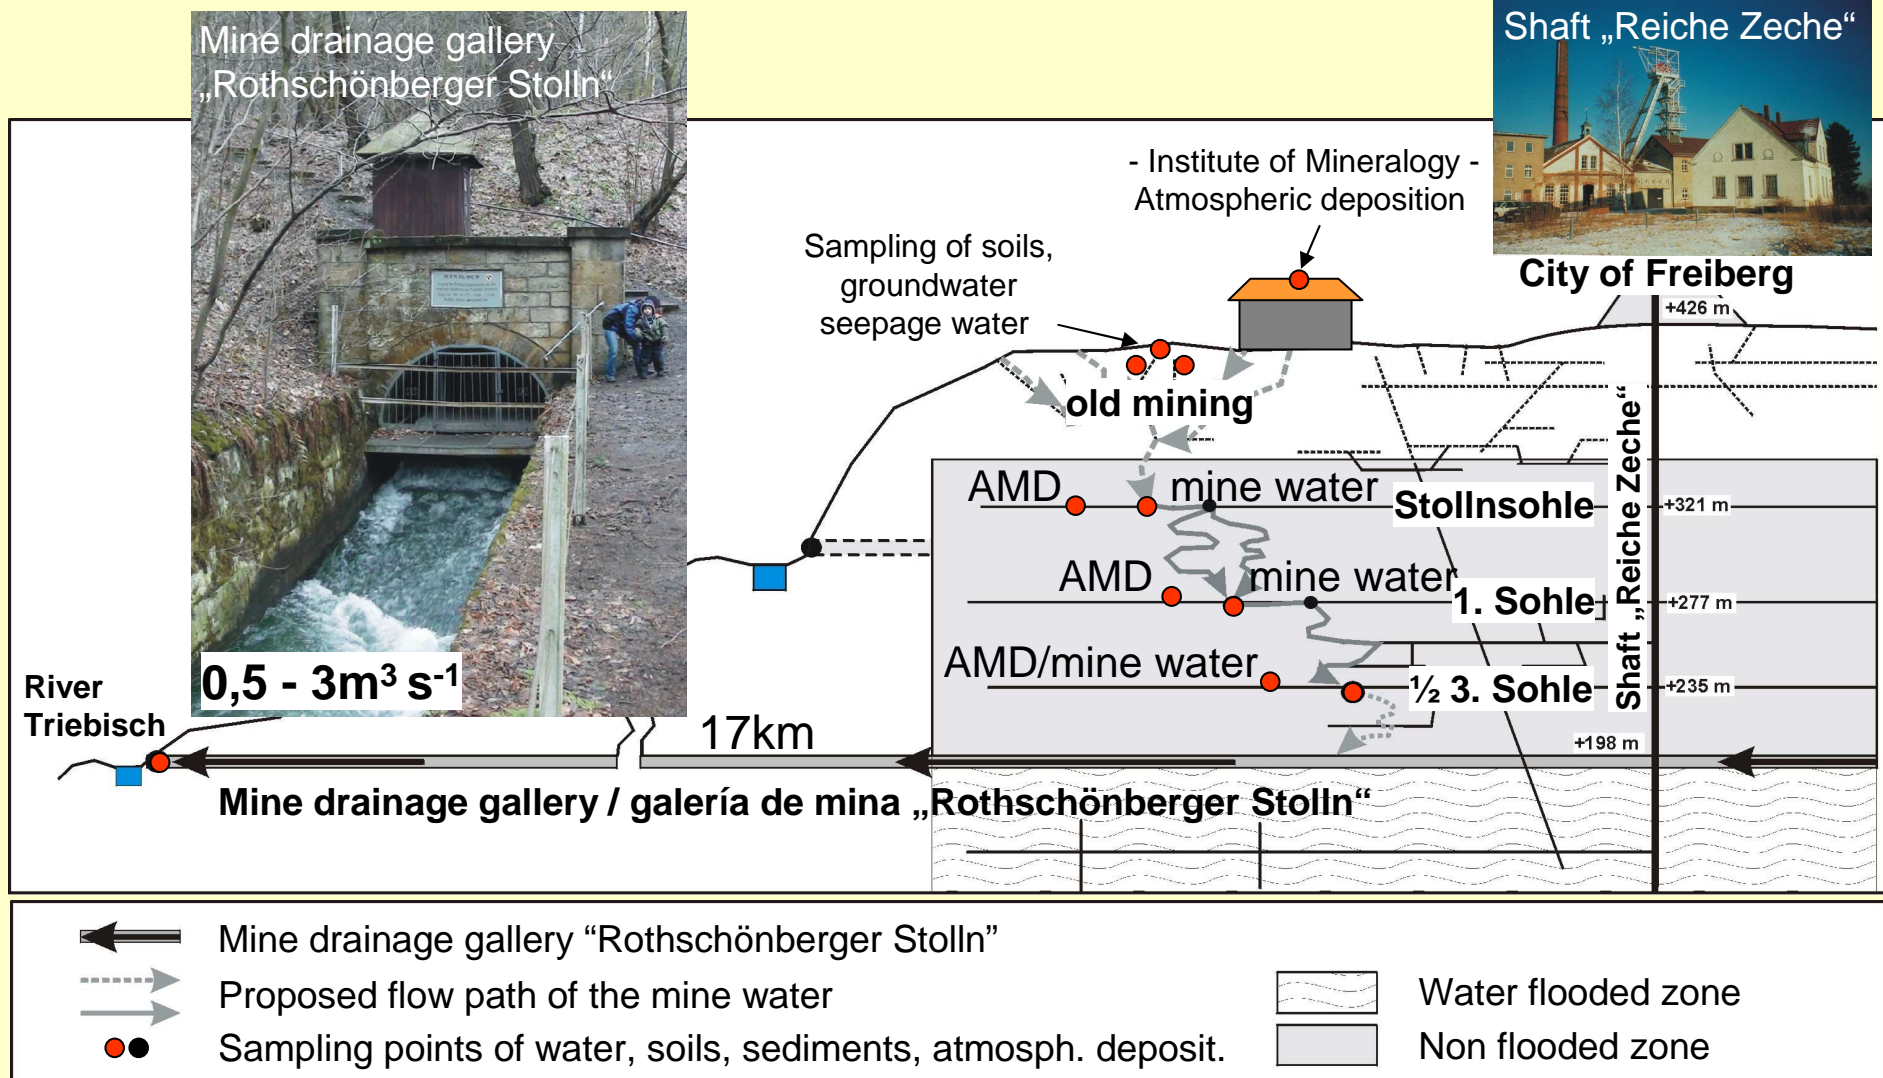 Mine drainage gallery
„Rothschönberger Stolln“
Shaft „Reiche Zeche“
- Institute of Mineralogy -
Atmospheric deposition
Sampling of soils,
groundwater
seepage water
City of Freiberg
+426 m
old mining
AMD
mine water
Stollnsohle
+321 m
AMD
mine water
1. Sohle
+277 m
AMD/mine water
½ 3. Sohle
+235 m
Shaft „Reiche Zeche“
+198 m
0,5 - 3m³ s⁻¹
River
Triebisch
17km
Mine drainage gallery / galería de mina „Rothschönberger Stolln“
Mine drainage gallery “Rothschönberger Stolln”
Proposed flow path of the mine water
Sampling points of water, soils, sediments, atmosph. deposit.
Water flooded zone
Non flooded zone